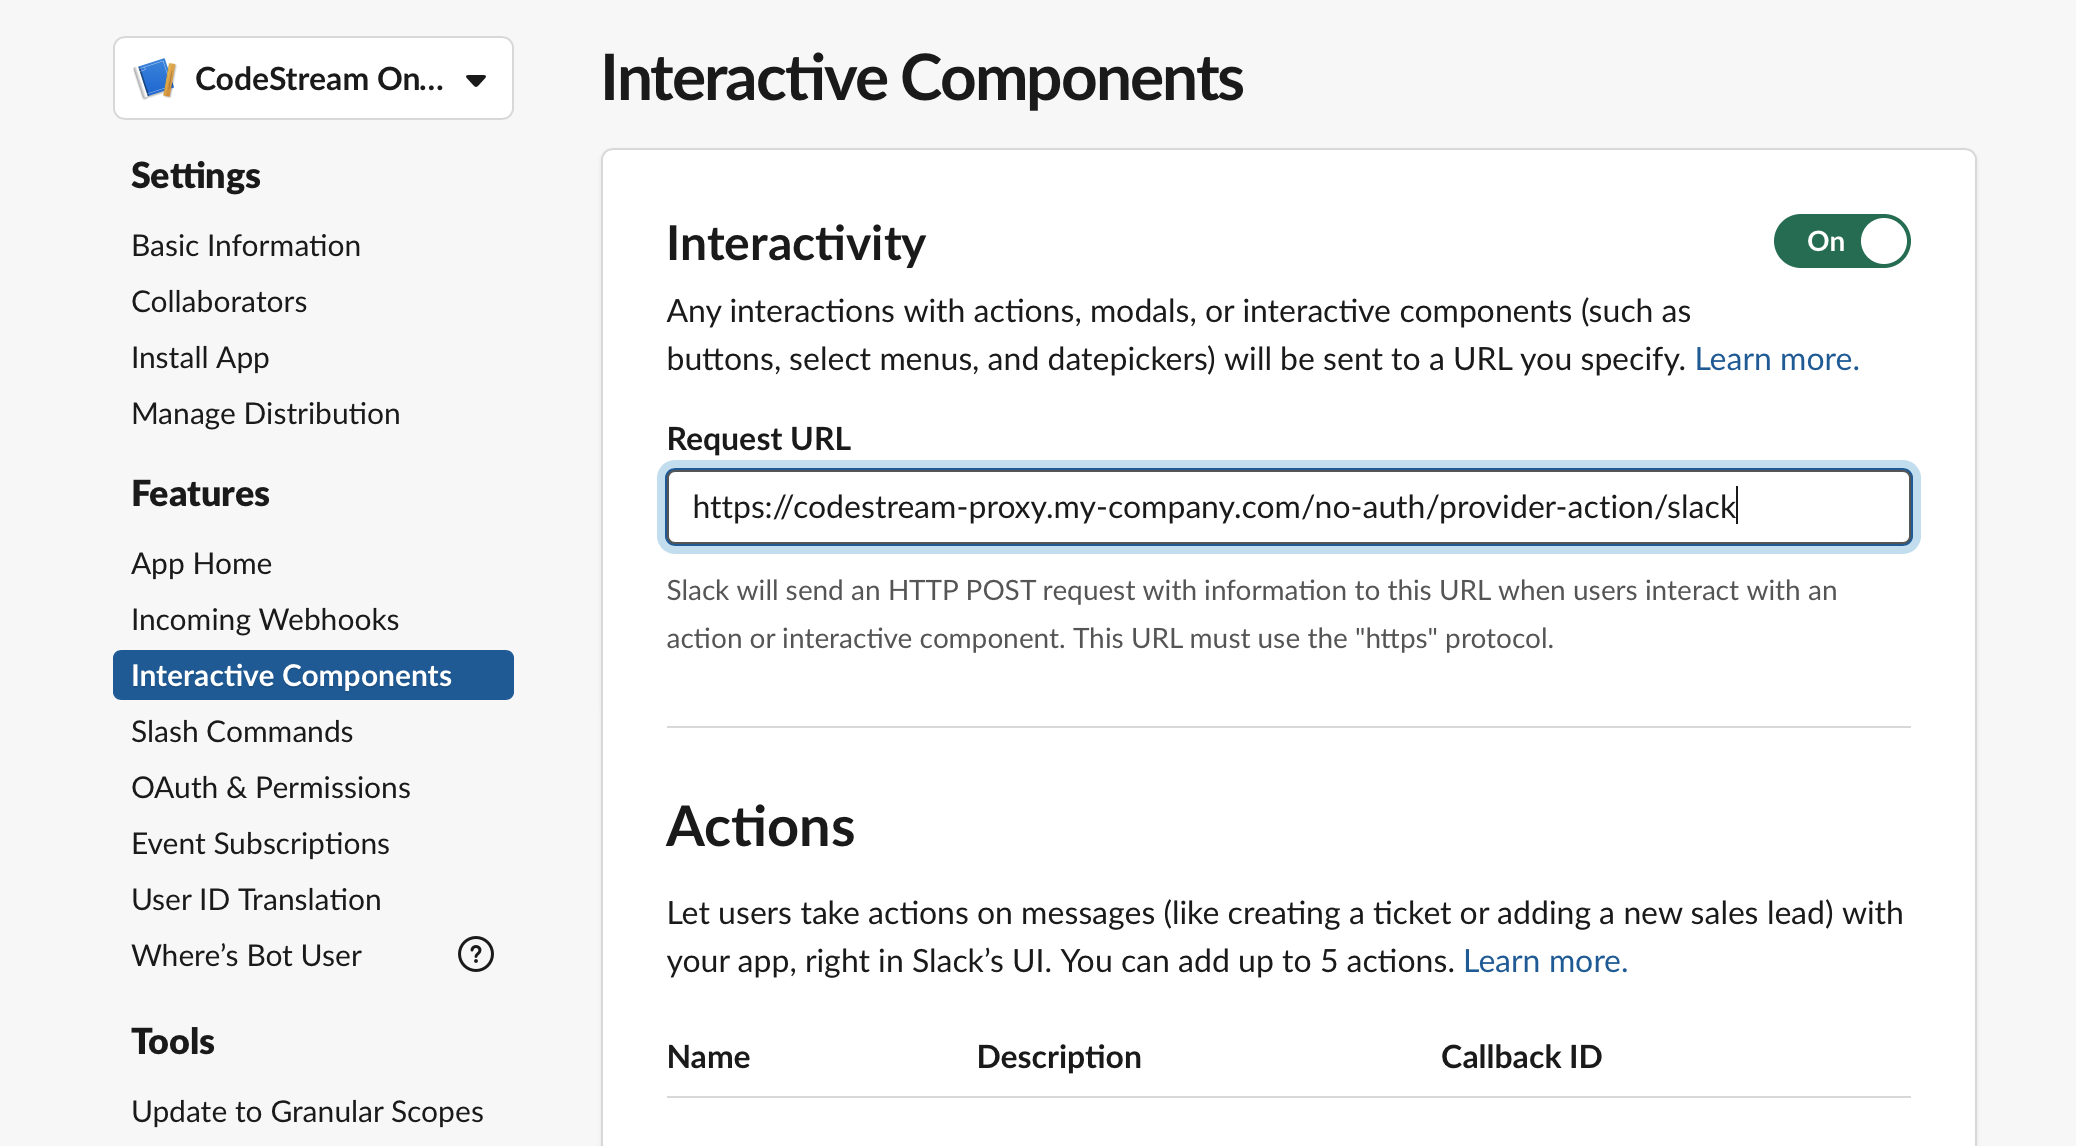 CodeStream On...
Settings
Basic Information
Collaborators
Install App
Manage Distribution
Features
App Home
Incoming Webhooks
Interactive Components
Slash Commands
OAuth & Permissions
Event Subscriptions
User ID Translation
Where’s Bot User
?
Tools
Update to Granular Scopes
Interactive Components
Interactivity
On
Any interactions with actions, modals, or interactive components (such as
buttons, select menus, and datepickers) will be sent to a URL you specify. Learn more.
Request URL
https://codestream-proxy.my-company.com/no-auth/provider-action/slack
Slack will send an HTTP POST request with information to this URL when users interact with an
action or interactive component. This URL must use the "https" protocol.
Actions
Let users take actions on messages (like creating a ticket or adding a new sales lead) with
your app, right in Slack’s UI. You can add up to 5 actions. Learn more.
Name Description Callback ID